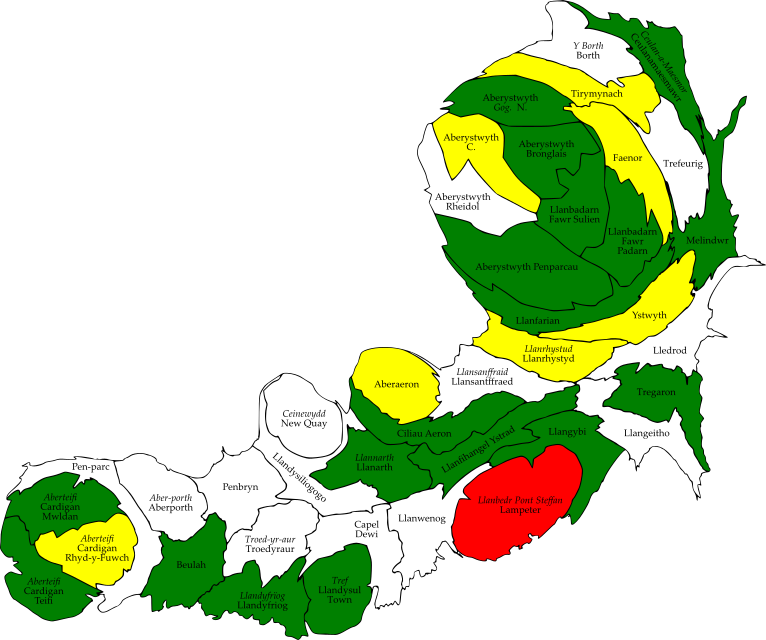 Y Borth
Borth
Ceulan-a-Maesmor
Ceulanamaesmawr
Tirymynach
Aberystwyth
Gog. N.
Aberystwyth
C.
Aberystwyth
Bronglais
Faenor
Trefeurig
Aberystwyth
Rheidol
Llanbadarn
Fawr Sulien
Llanbadarn
Fawr
Padarn
Melindwr
Aberystwyth Penparcau
Llanfarian
Ystwyth
Llanrhystud
Llanrhystyd
Lledrod
Llansanffraid
Llansantffraed
Aberaeron
Tregaron
Ceinewydd
New Quay
Ciliau Aeron
Llanfihangel Ystrad
Llangybi
Llangeitho
Llannarth
Llanarth
Llandysiliogogo
Pen-parc
Penbryn
Aber-porth
Aberporth
Aberteifi
Cardigan
Mwldan
Llanbedr Pont Steffan
Lampeter
Llanwenog
Capel
Dewi
Troed-yr-aur
Troedyraur
Aberteifi
Cardigan
Rhyd-y-Fuwch
Beulah
Aberteifi
Cardigan
Teifi
Llandyfriog
Llandyfriog
Tref
Llandysul
Town